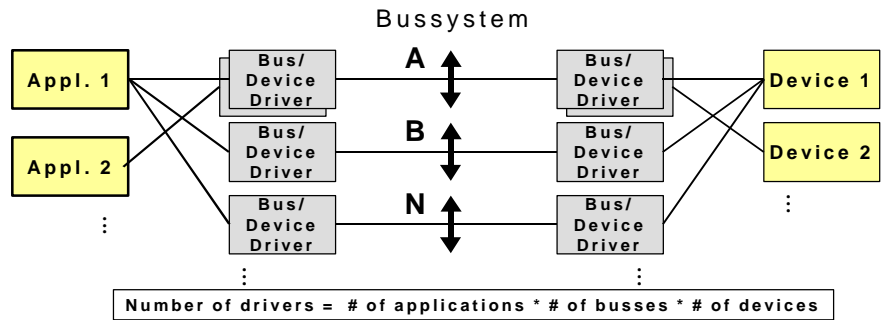 Bussystem
Appl. 1
Bus/
Device
Driver
A
Bus/
Device
Driver
Device 1
Appl. 2
Bus/
Device
Driver
B
Bus/
Device
Driver
Device 2
...
Bus/
Device
Driver
N
Bus/
Device
Driver
...
...
...
Number of drivers = # of applications * # of busses * # of devices